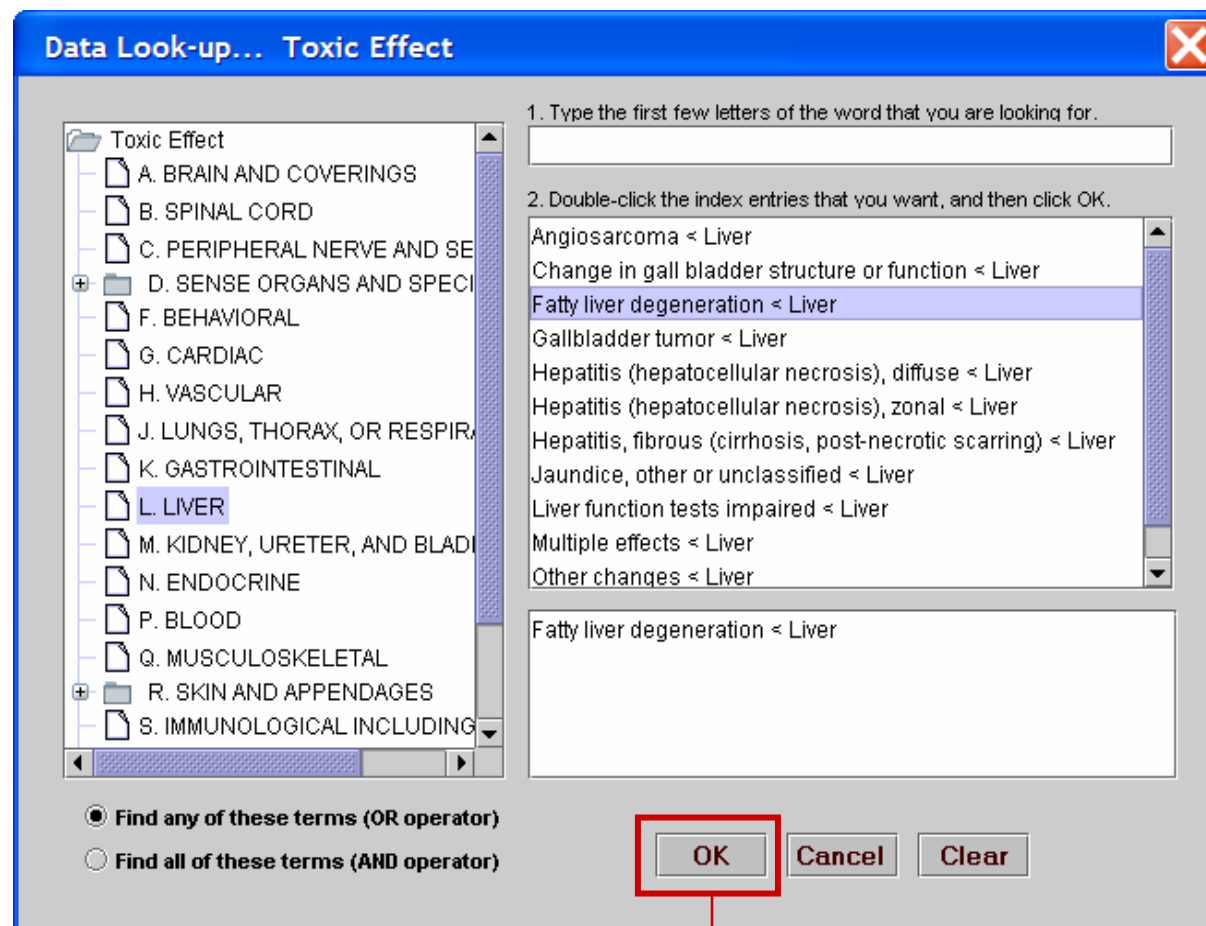 Data Look-up... Toxic Effect
Toxic Effect
A. BRAIN AND COVERINGS
B. SPINAL CORD
C. PERIPHERAL NERVE AND SE
D. SENSE ORGANS AND SPECI
F. BEHAVIORAL
G. CARDIAC
H. VASCULAR
J. LUNGS, THORAX, OR RESPIR
K. GASTROINTESTINAL
L. LIVER
M. KIDNEY, URETER, AND BLAD
N. ENDOCRINE
P. BLOOD
Q. MUSCULOSKELETAL
R. SKIN AND APPENDAGES
S. IMMUNOLOGICAL INCLUDING
Find any of these terms (OR operator)
Find all of these terms (AND operator)
1. Type the first few letters of the word that you are looking for.
2. Double-click the index entries that you want, and then click OK.
Angiosarcoma < Liver
Change in gall bladder structure or function < Liver
Fatty liver degeneration < Liver
Gallbladder tumor < Liver
Hepatitis (hepatocellular necrosis), diffuse < Liver
Hepatitis (hepatocellular necrosis), zonal < Liver
Hepatitis, fibrous (cirrhosis, post-necrotic scarring) < Liver
Jaundice, other or unclassified < Liver
Liver function tests impaired < Liver
Multiple effects < Liver
Other changes < Liver
Fatty liver degeneration < Liver
OK Cancel Clear